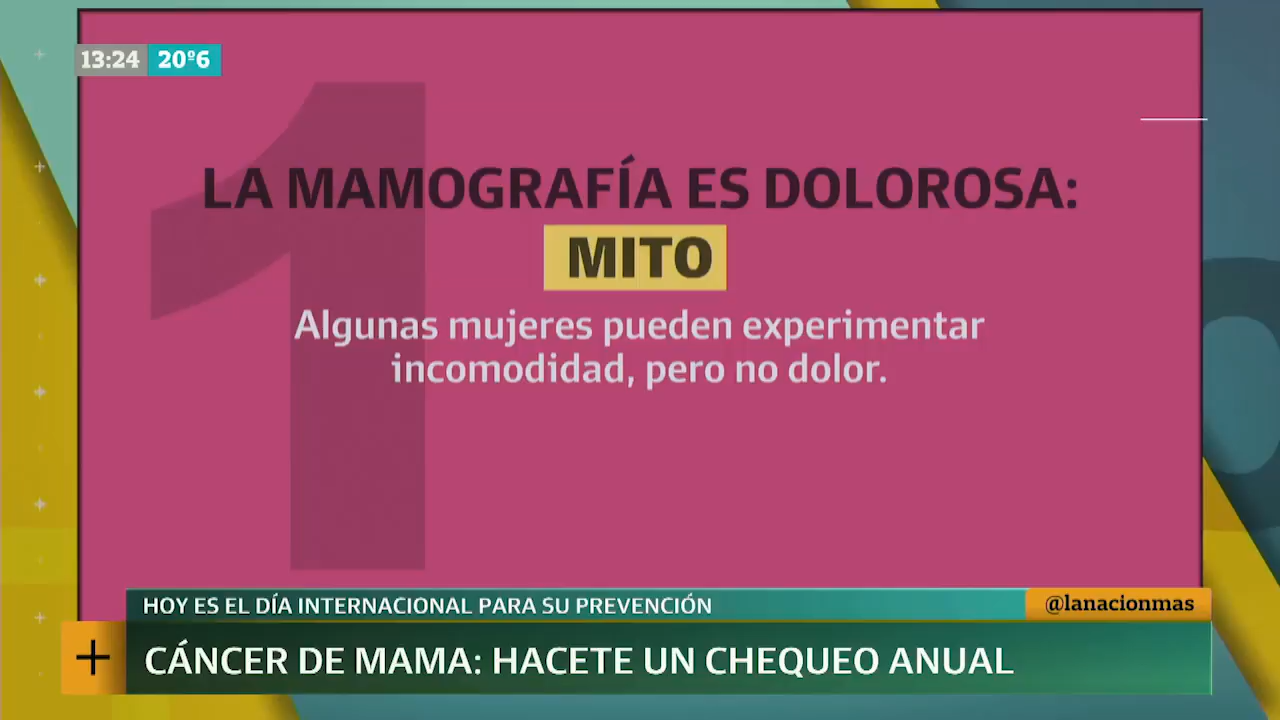 13:24 20º6
1
LA MAMOGRAFÍA ES DOLOROSA:
MITO
Algunas mujeres pueden experimentar
incomodidad, pero no dolor.
HOY ES EL DÍA INTERNACIONAL PARA SU PREVENCIÓN
@lanacionmas
+
CÁNCER DE MAMA: HACETE UN CHEQUEO ANUAL